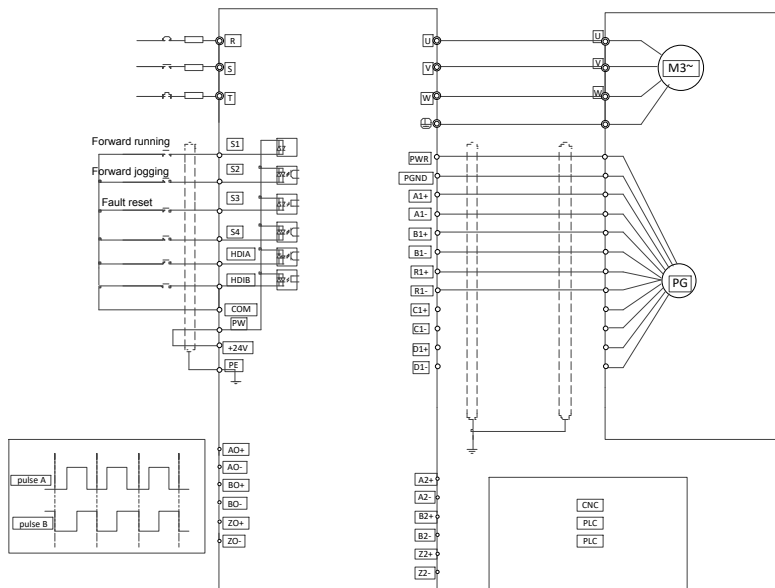 R
S
T
U
V
W
U
V
W
M3~
Forward running
Forward jogging
Fault reset
S1
S2
S3
S4
HDIA
HDIB
COM
PW
+24V
PE
PWR
PGND
A1+
A1-
B1+
B1-
R1+
R1-
C1+
C1-
D1+
D1-
PG
pulse A
pulse B
AO+
AO-
BO+
BO-
ZO+
ZO-
A2+
A2-
B2+
B2-
Z2+
Z2-
CNC
PLC
PLC